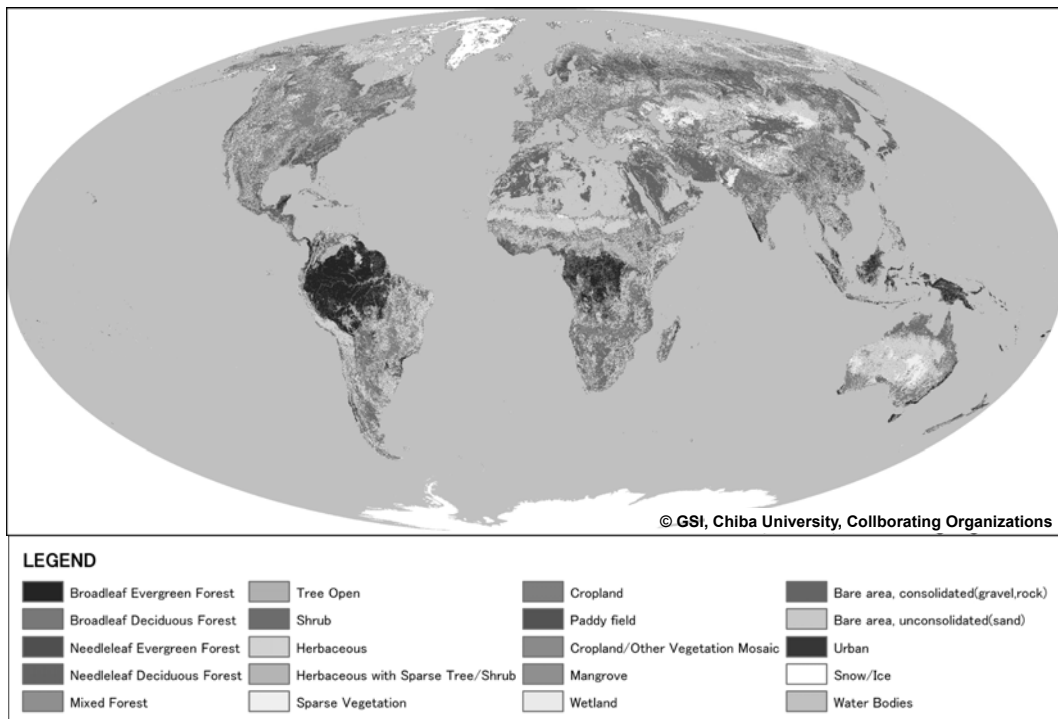 © GSI, Chiba University, Collborating Organizations
LEGEND
Broadleaf Evergreen Forest
Broadleaf Deciduous Forest
Needleleaf Evergreen Forest
Needleleaf Deciduous Forest
Mixed Forest
Tree Open
Shrub
Herbaceous
Herbaceous with Sparse Tree/Shrub
Sparse Vegetation
Cropland
Paddy field
Cropland/Other Vegetation Mosaic
Mangrove
Wetland
Bare area, consolidated(gravel,rock)
Bare area, unconsolidated(sand)
Urban
Snow/Ice
Water Bodies